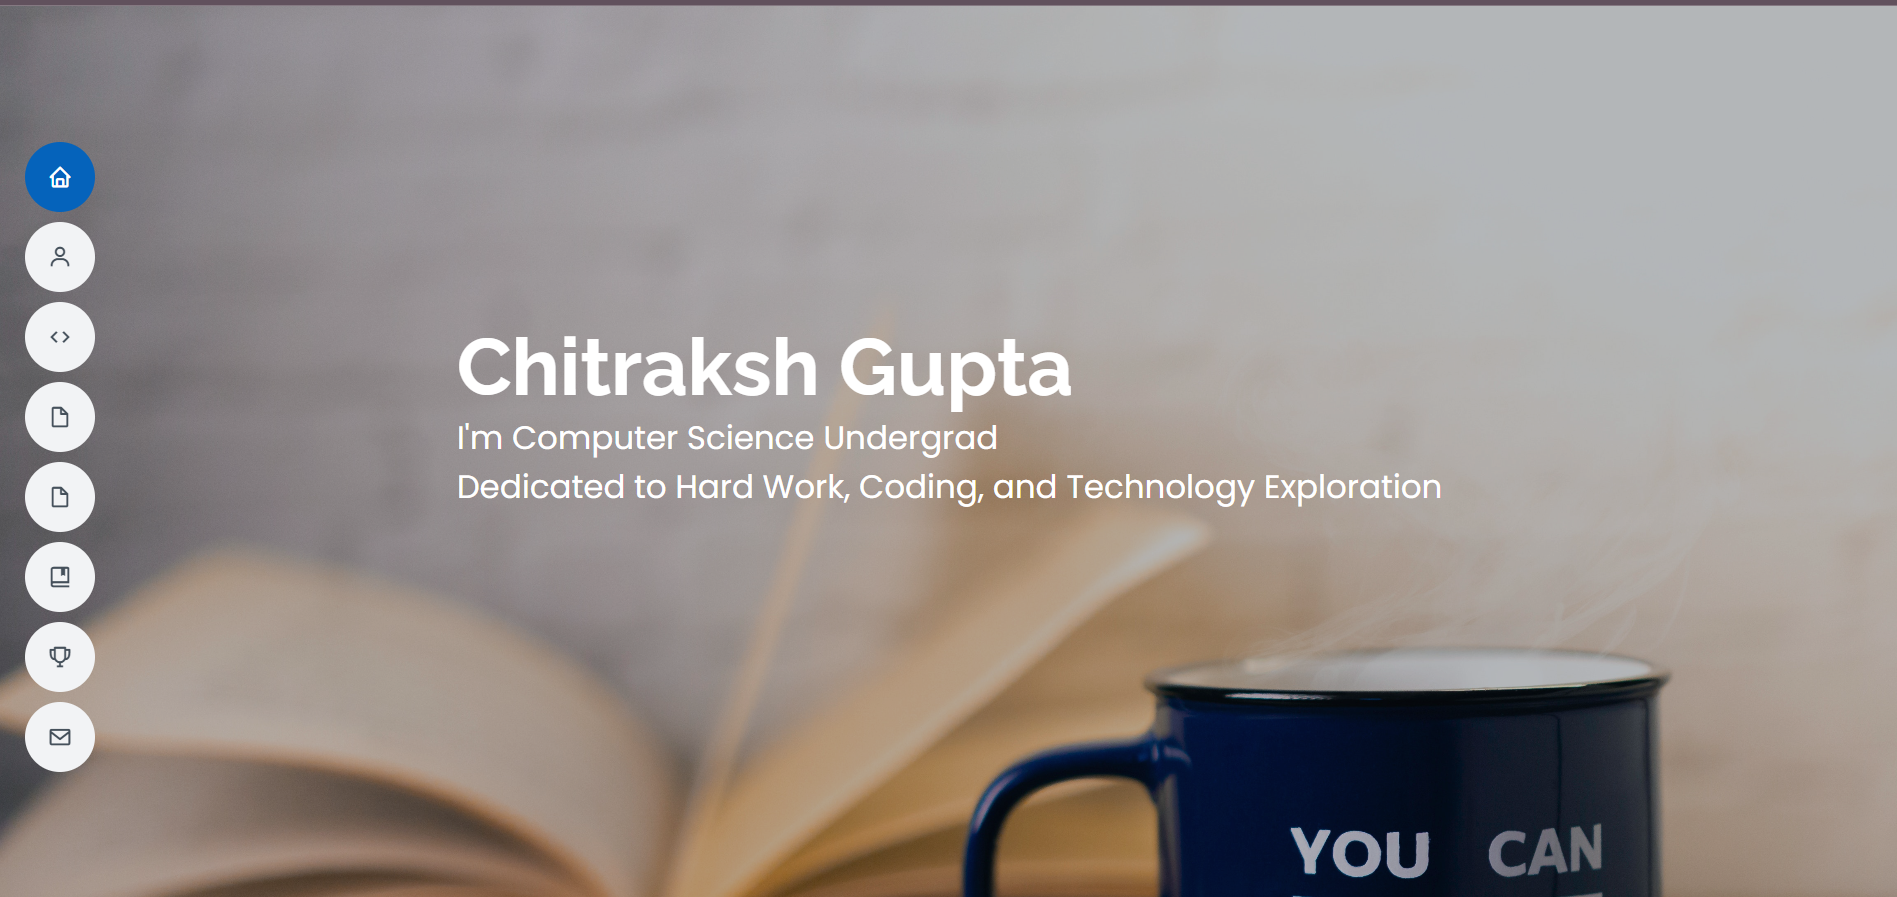 Chitraksh Gupta
I'm Computer Science Undergrad
Dedicated to Hard Work, Coding, and Technology Exploration
YOU CAN